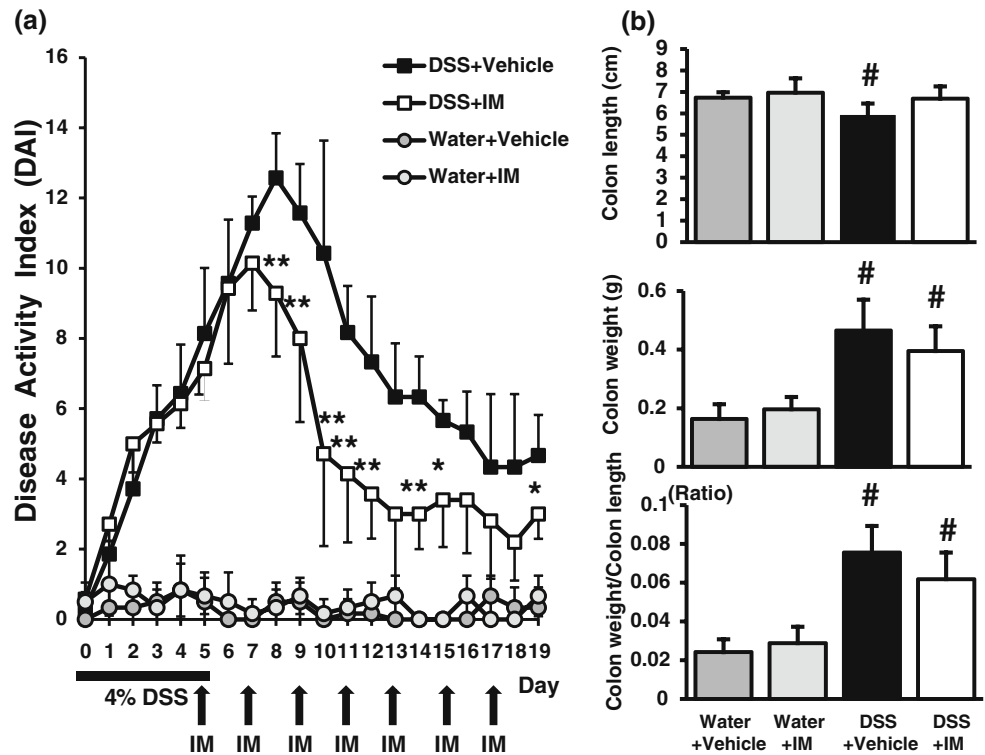 (a)
Disease Activity Index (DAI)
16
14
12
10
8
6
4
2
0
DSS+Vehicle
DSS+IM
Water+Vehicle
Water+IM
**
**
**
**
**
**
*
*
0 1 2 3 4 5 6 7 8 9 10 11 12 13 14 15 16 17 18 19
Day
4% DSS
IM IM IM IM IM IM IM
(b)
Colon length (cm)
9
8
7
6
5
4
3
2
1
0
#
Colon weight (g)
0.6
0.4
0.2
0
# #
Colon weight/Colon length
(Ratio)
0.1
0.08
0.06
0.04
0.02
0
# #
Water Water DSS DSS
+Vehicle +IM +Vehicle +IM